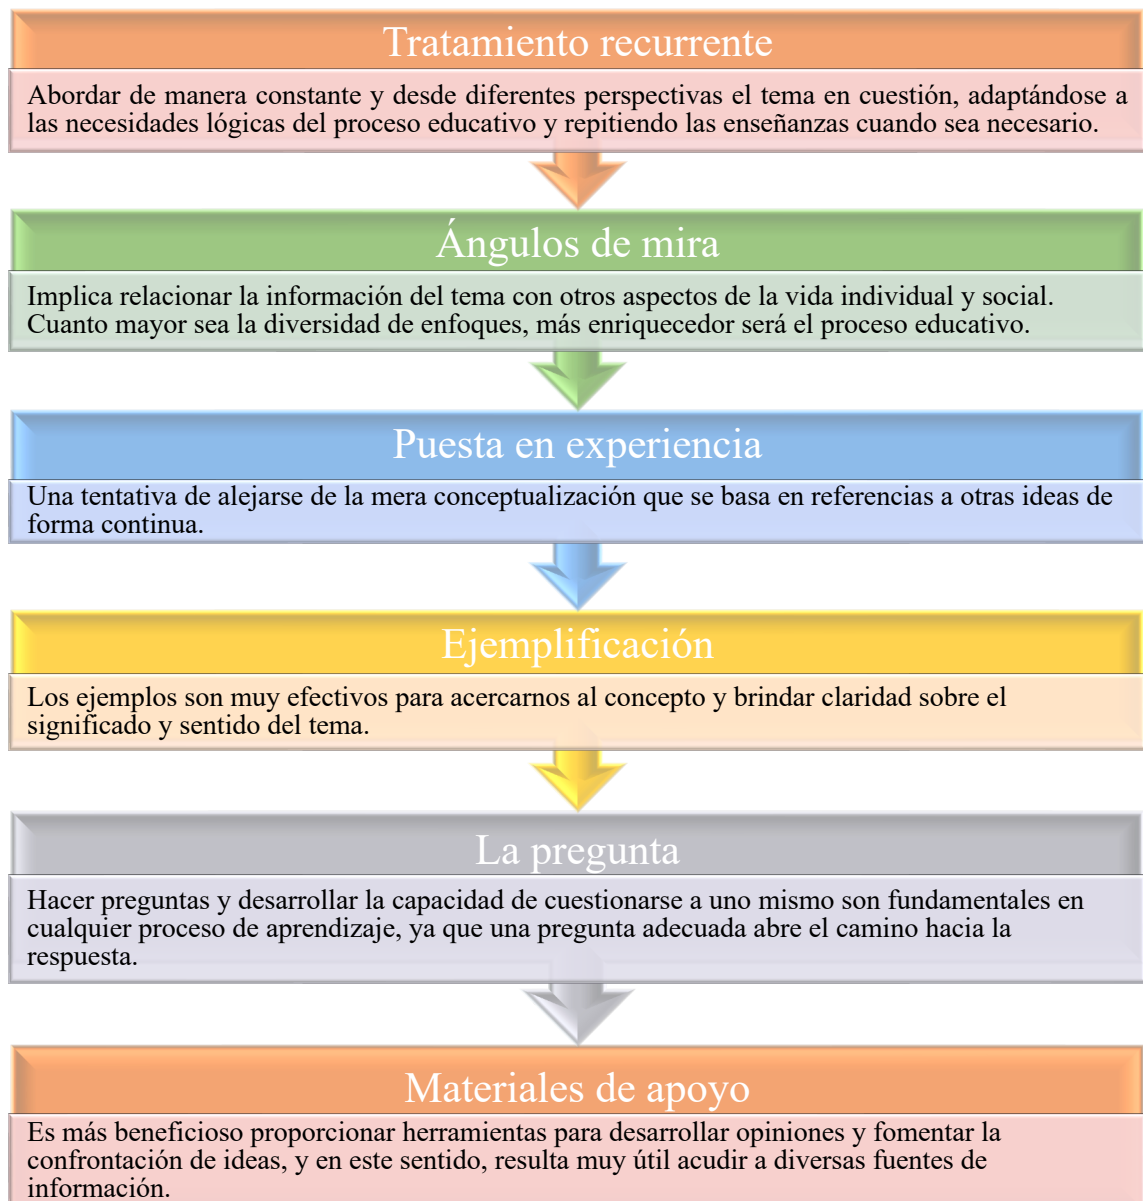 Tratamiento recurrente
Abordar de manera constante y desde diferentes perspectivas el tema en cuestión, adaptándose a
las necesidades lógicas del proceso educativo y repitiendo las enseñanzas cuando sea necesario.
Ángulos de mira
Implica relacionar la información del tema con otros aspectos de la vida individual y social.
Cuanto mayor sea la diversidad de enfoques, más enriquecedor será el proceso educativo.
Puesta en experiencia
Una tentativa de alejarse de la mera conceptualización que se basa en referencias a otras ideas de
forma continua.
Ejemplificación
Los ejemplos son muy efectivos para acercarnos al concepto y brindar claridad sobre el
significado y sentido del tema.
La pregunta
Hacer preguntas y desarrollar la capacidad de cuestionarse a uno mismo son fundamentales en
cualquier proceso de aprendizaje, ya que una pregunta adecuada abre el camino hacia la
respuesta.
Materiales de apoyo
Es más beneficioso proporcionar herramientas para desarrollar opiniones y fomentar la
confrontación de ideas, y en este sentido, resulta muy útil acudir a diversas fuentes de
información.